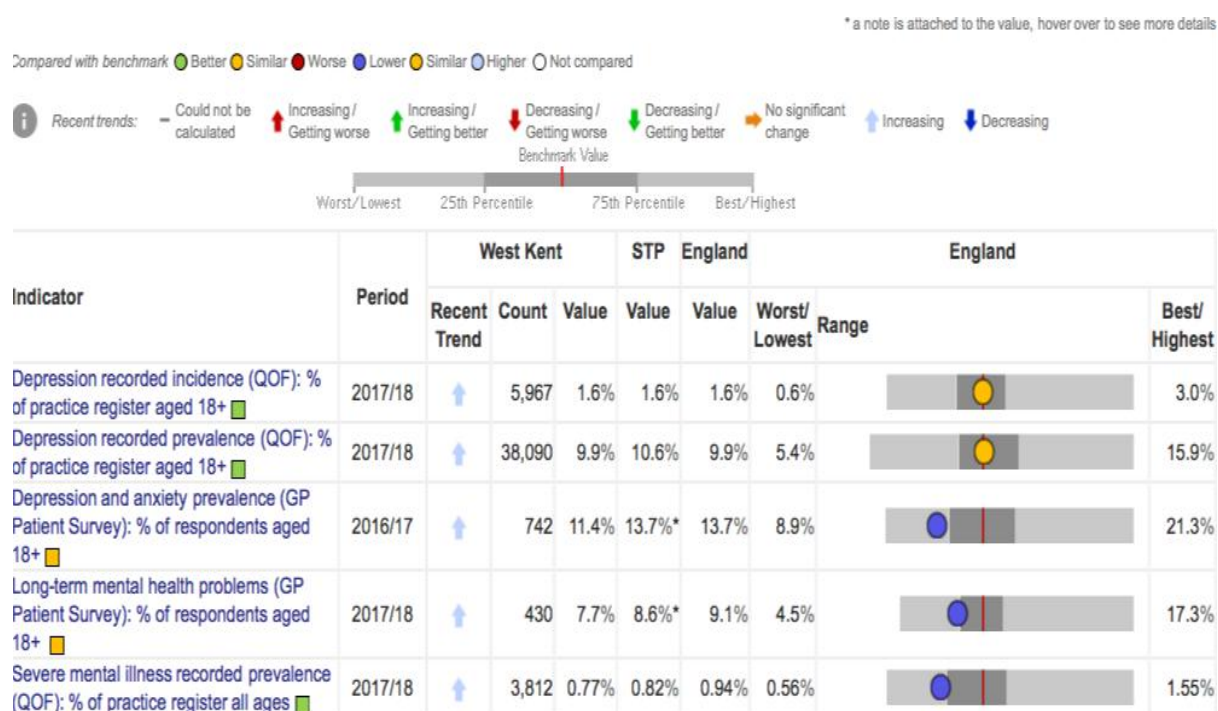 * a note is attached to the value, hover over to see more details
Compared with benchmark Better Similar Worse Lower Similar Higher Not compared
i Recent trends: – Could not be calculated Increasing / Getting worse Increasing / Getting better Decreasing / Getting worse Decreasing / Getting better No significant change Increasing Decreasing
Benchmark Value
Worst/Lowest 25th Percentile 75th Percentile Best/Highest
West Kent STP England England
Indicator Period Recent Trend Count Value Value Value Worst/ Lowest Range Best/ Highest
Depression recorded incidence (QOF): %
of practice register aged 18+ 2017/18 5,967 1.6% 1.6% 1.6% 0.6% 3.0%
Depression recorded prevalence (QOF): %
of practice register aged 18+ 2017/18 38,090 9.9% 10.6% 9.9% 5.4% 15.9%
Depression and anxiety prevalence (GP
Patient Survey): % of respondents aged 2016/17 742 11.4% 13.7%* 13.7% 8.9% 21.3%
18+
Long-term mental health problems (GP
Patient Survey): % of respondents aged 2017/18 430 7.7% 8.6%* 9.1% 4.5% 17.3%
18+
Severe mental illness recorded prevalence
(QOF): % of practice register all ages 2017/18 3,812 0.77% 0.82% 0.94% 0.56% 1.55%